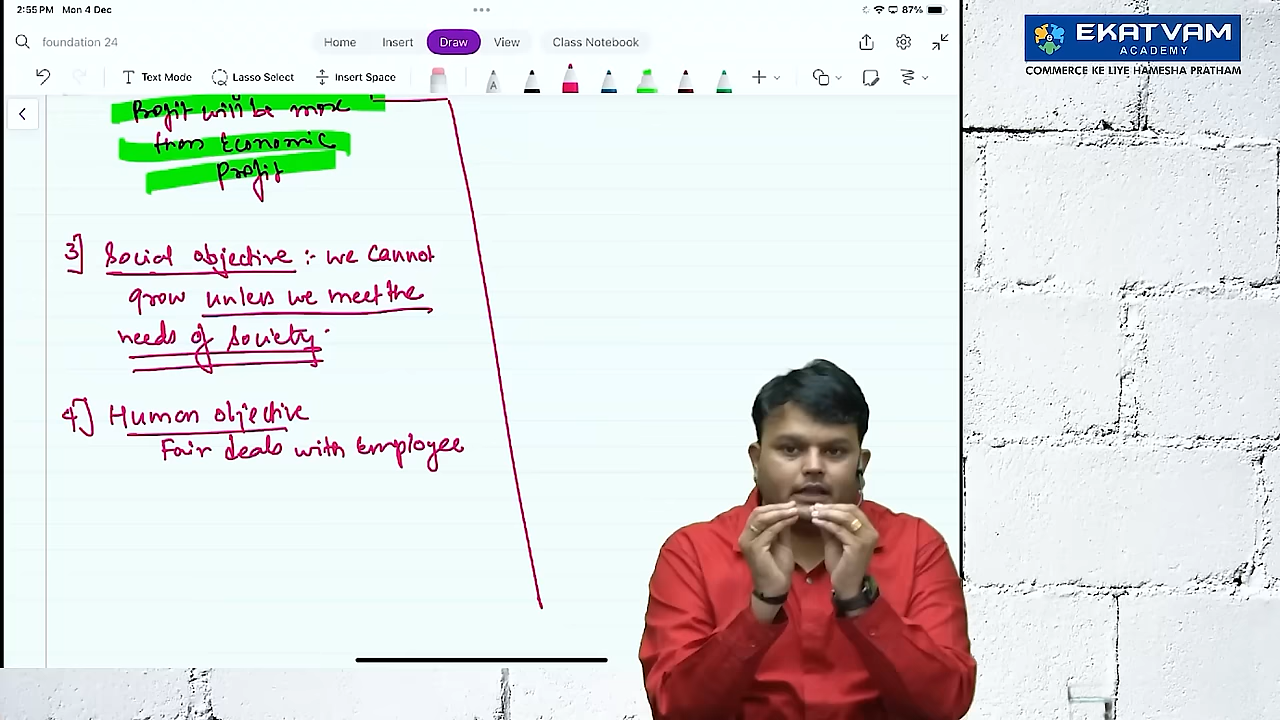 2:55 PM Mon 4 Dec
87%
foundation 24
Home Insert Draw View Class Notebook
Text Mode Lasso Select Insert Space
EKATVAM
ACADEMY
COMMERCE KE LIYE HAMESHA PRATHAM
Profit will be more
than Economic
Profit
3] Social objective :- we cannot
grow unless we meet the
needs of Society.
4] Human objective
Fair deals with Employee